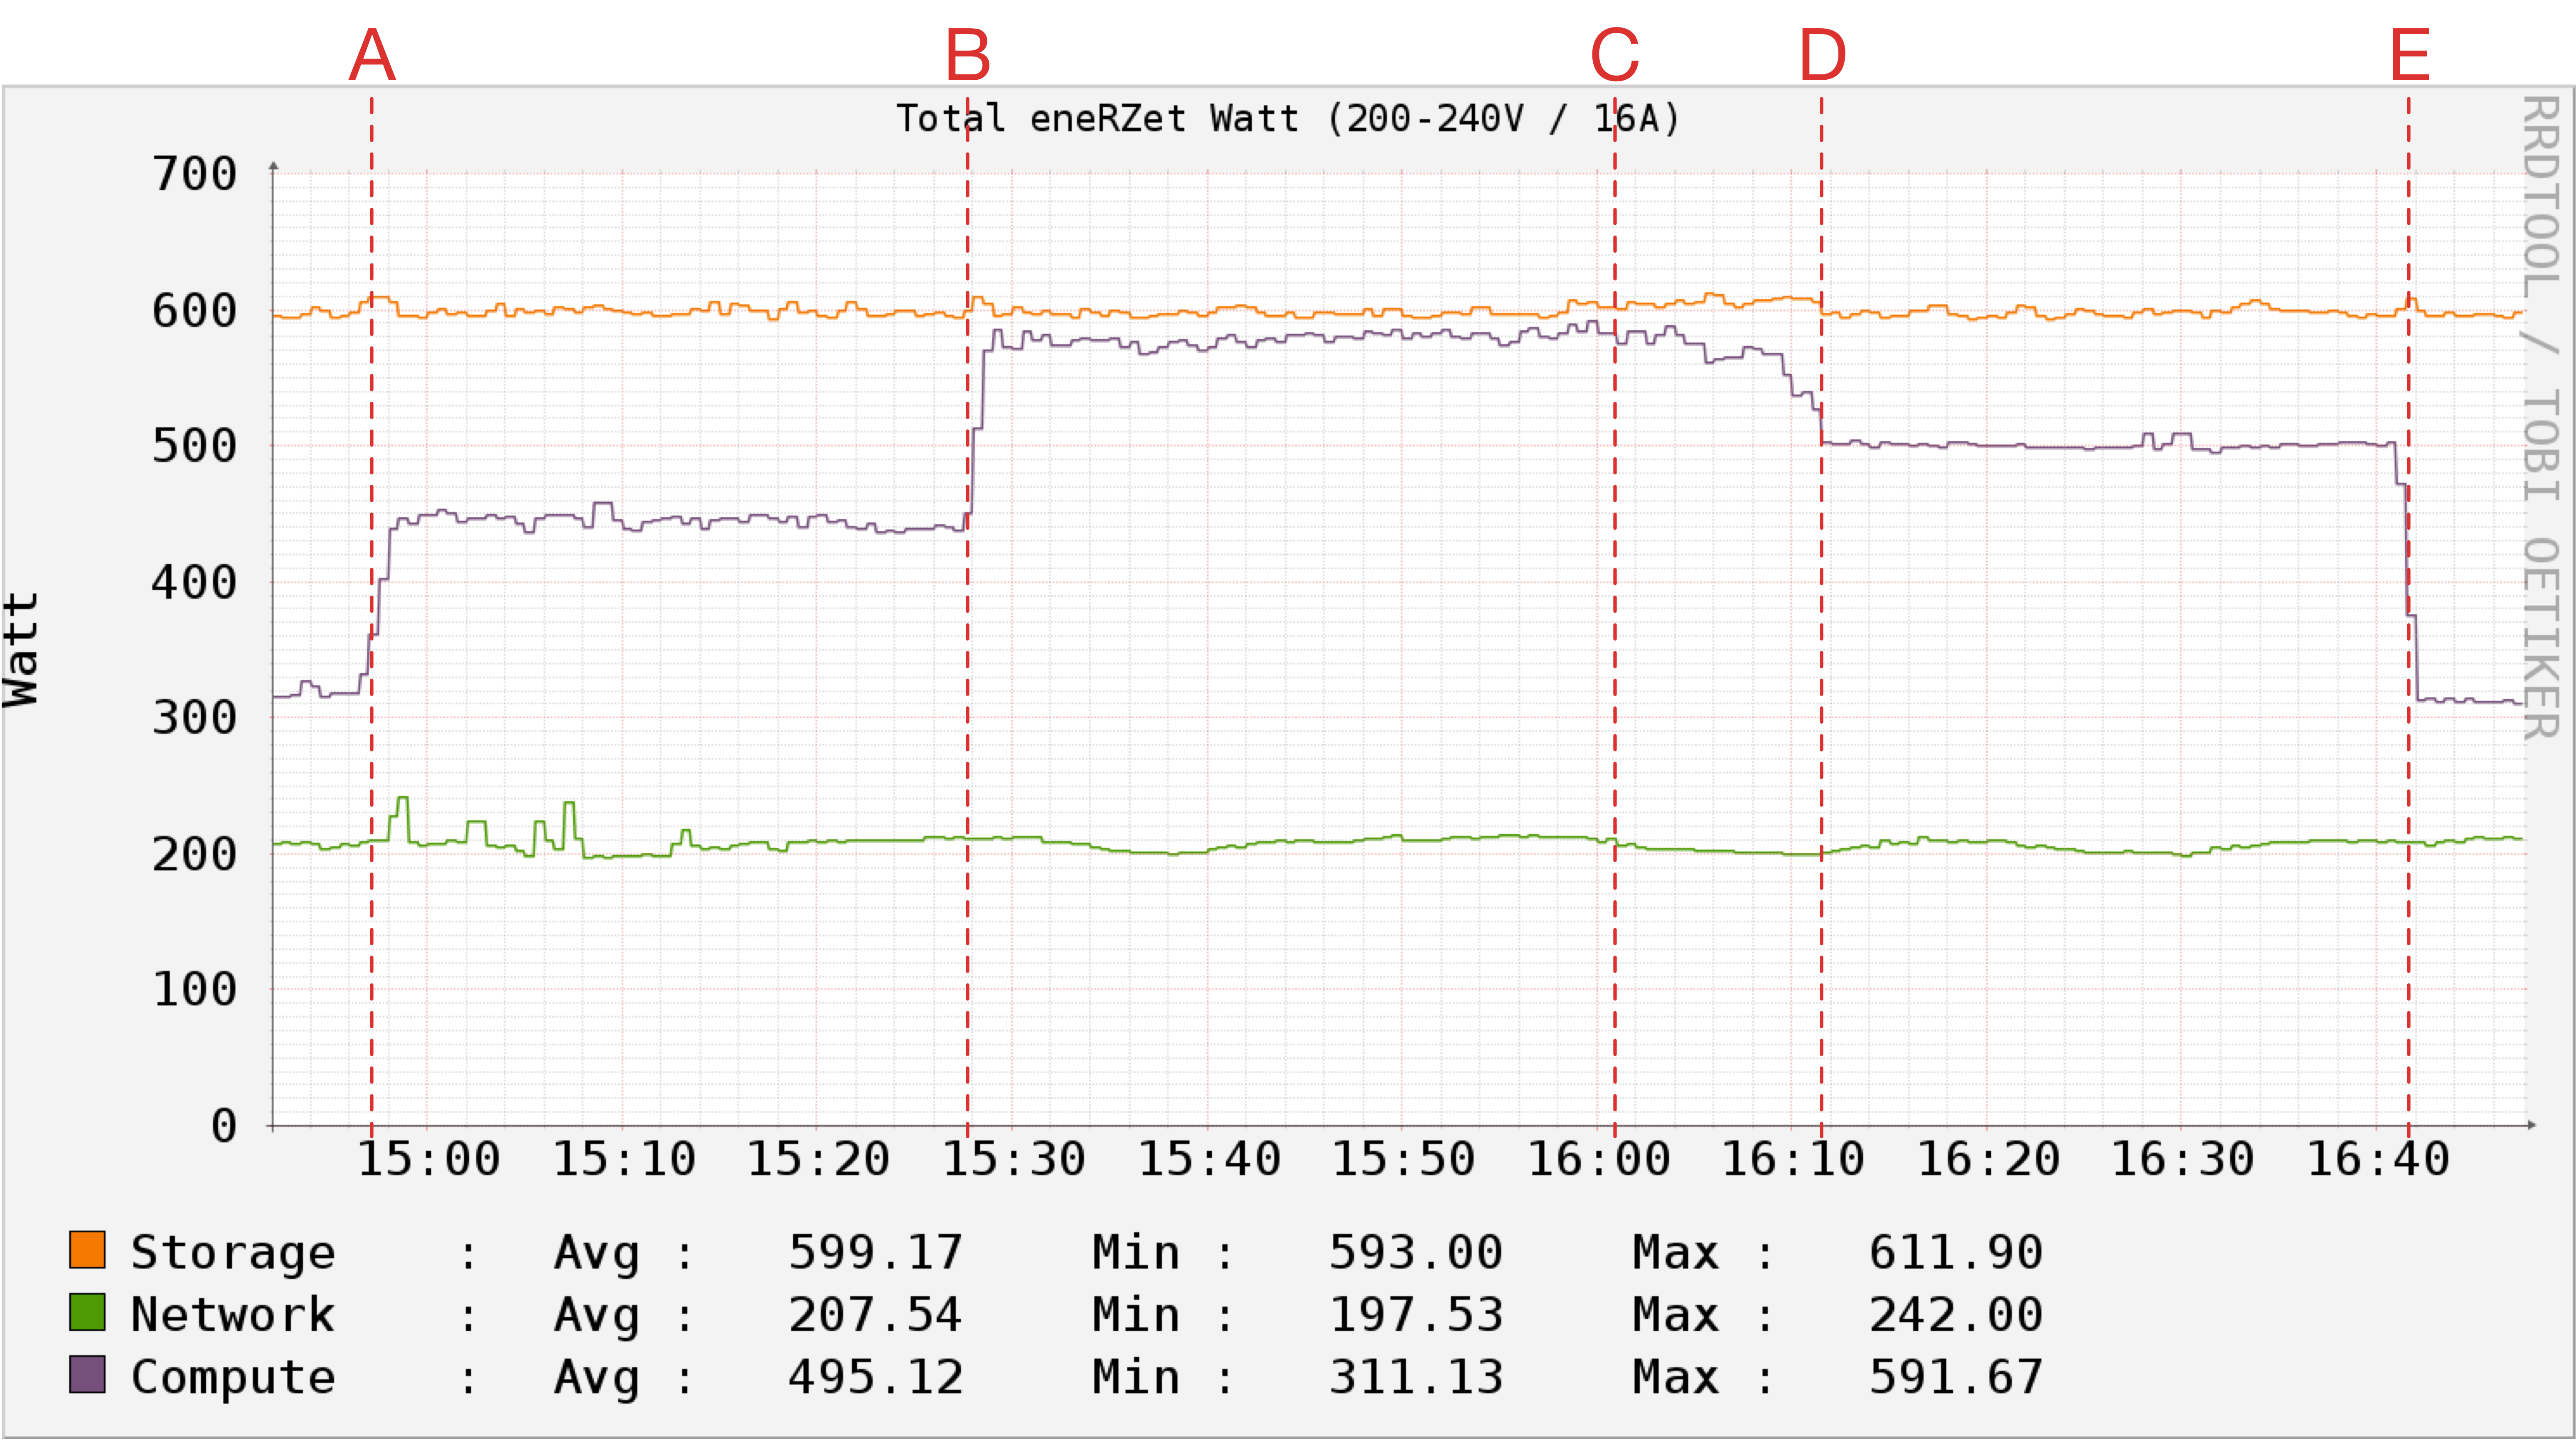 A B C D E
Total eneRZet Watt (200-240V / 16A)
RRDTOOL / TOBI OETIKER
Watt
700
600
500
400
300
200
100
0
15:00 15:10 15:20 15:30 15:40 15:50 16:00 16:10 16:20 16:30 16:40
Storage : Avg : 599.17 Min : 593.00 Max : 611.90
Network : Avg : 207.54 Min : 197.53 Max : 242.00
Compute : Avg : 495.12 Min : 311.13 Max : 591.67